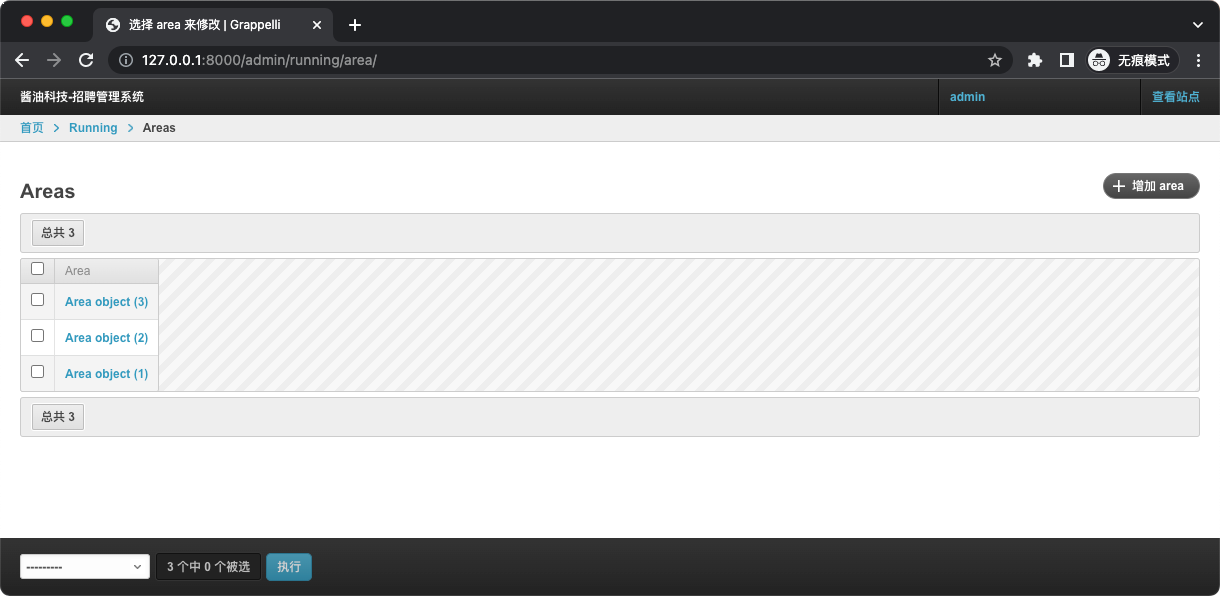 选择 area 来修改 | Grappelli
127.0.0.1:8000/admin/running/area/
无痕模式
酱油科技-招聘管理系统
admin
查看站点
首页 > Running > Areas
Areas
增加 area
总共 3
Area
Area object (3)
Area object (2)
Area object (1)
总共 3
---------
3 个中 0 个被选
执行